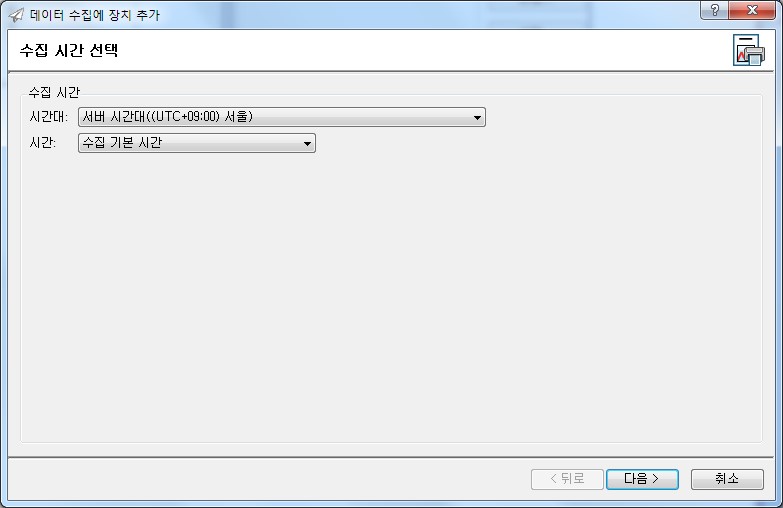 데이터 수집에 장치 추가
수집 시간 선택
수집 시간
시간대: 서버 시간대((UTC+09:00) 서울)
시간: 수집 기본 시간
< 뒤로 다음 > 취소